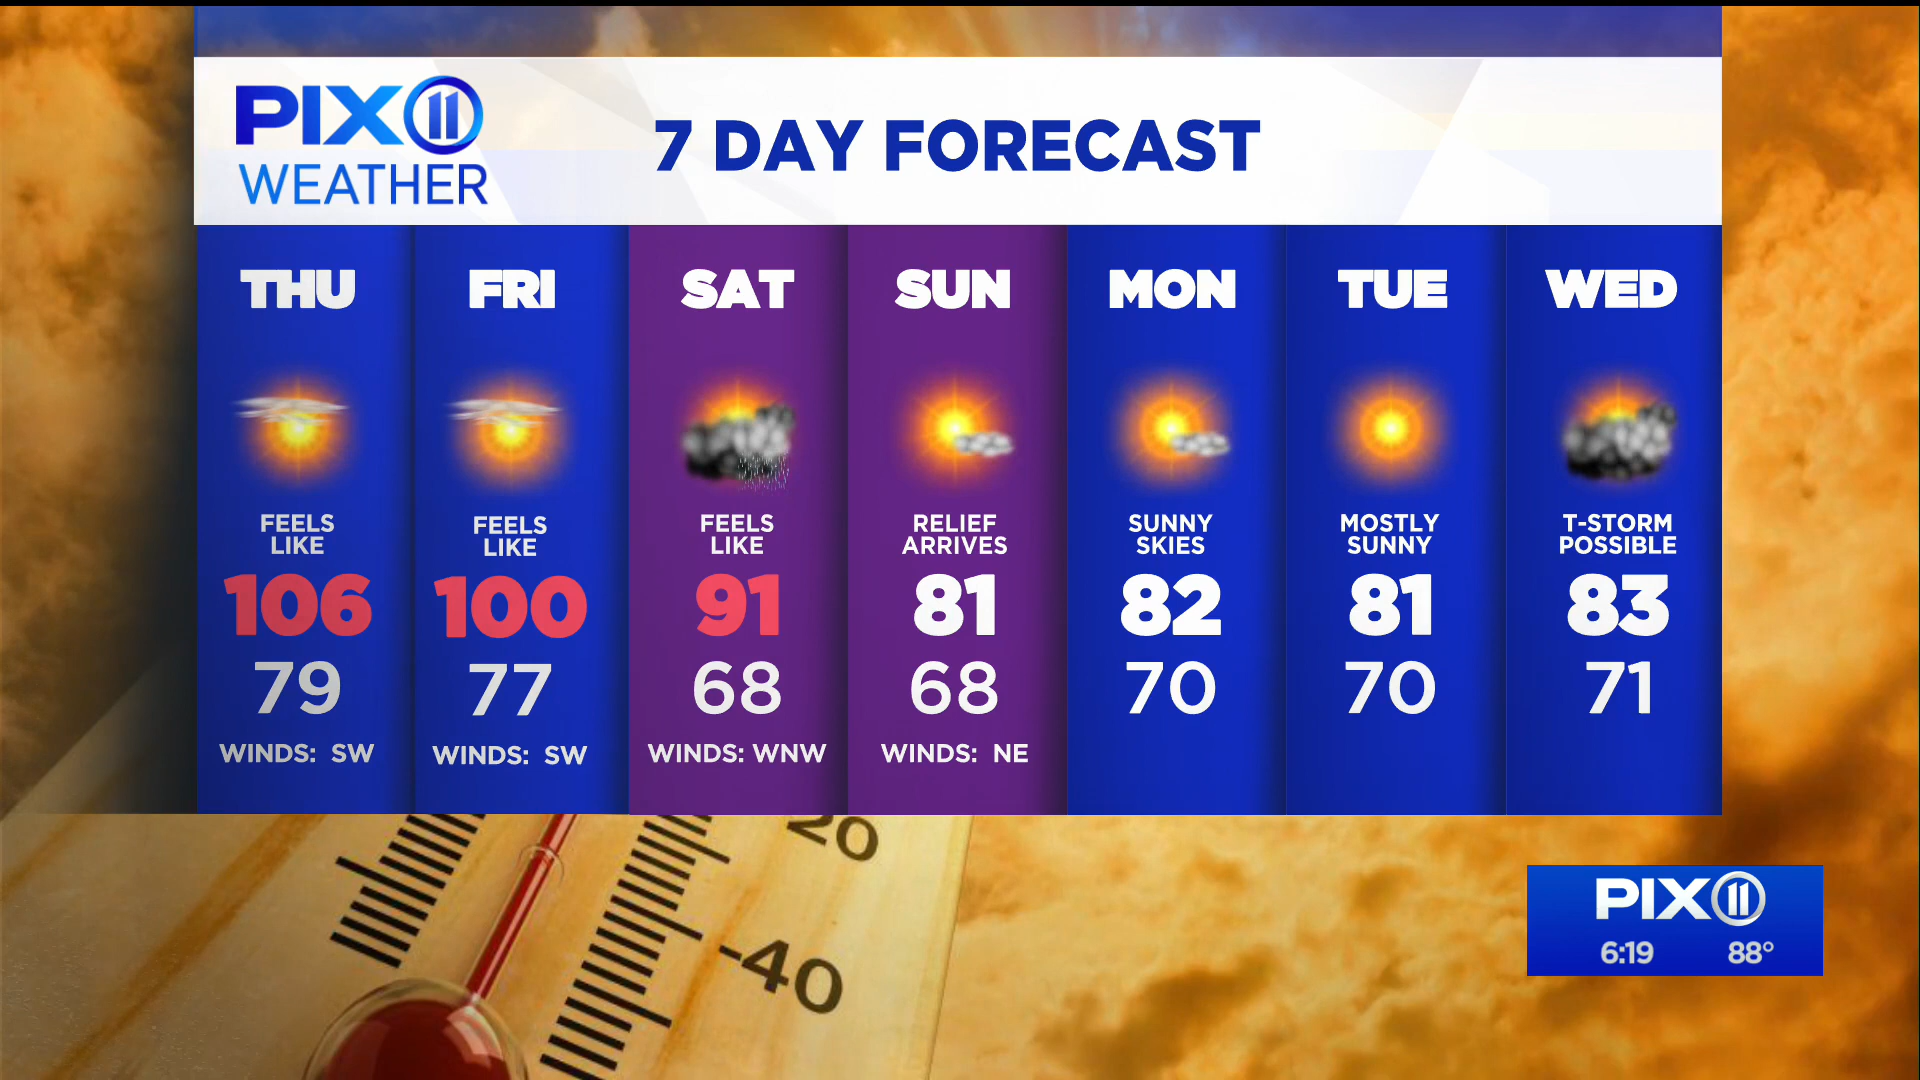 PIX11
WEATHER
7 DAY FORECAST
THU
FEELS
LIKE
106
79
WINDS: SW
FRI
FEELS
LIKE
100
77
WINDS: SW
SAT
FEELS
LIKE
91
68
WINDS: WNW
SUN
RELIEF
ARRIVES
81
68
WINDS: NE
MON
SUNNY
SKIES
82
70
TUE
MOSTLY
SUNNY
81
70
WED
T-STORM
POSSIBLE
83
71
20
-40
PIX11
6:19 88°